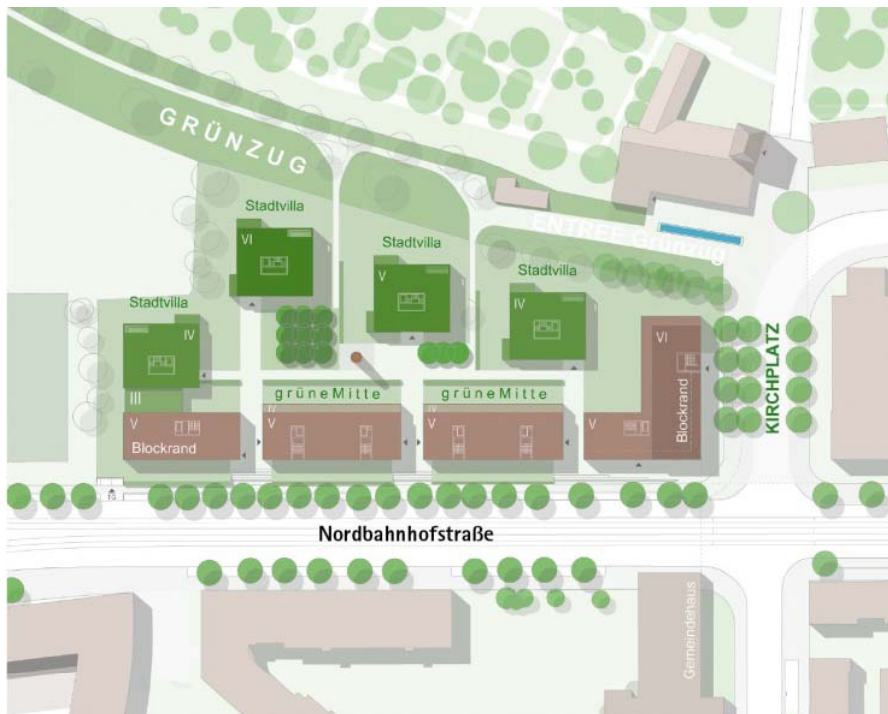 GRÜNZUG
Stadtvilla
VI
Stadtvilla
V
ENTREE Grünzug
Stadtvilla
IV
Stadtvilla
IV
III
grüneMitte
grüneMitte
IV
IV
V
Blockrand
V
V
V
VI
Blockrand
KIRCHPLATZ
TG
Nordbahnhofstraße
Gemeindehaus